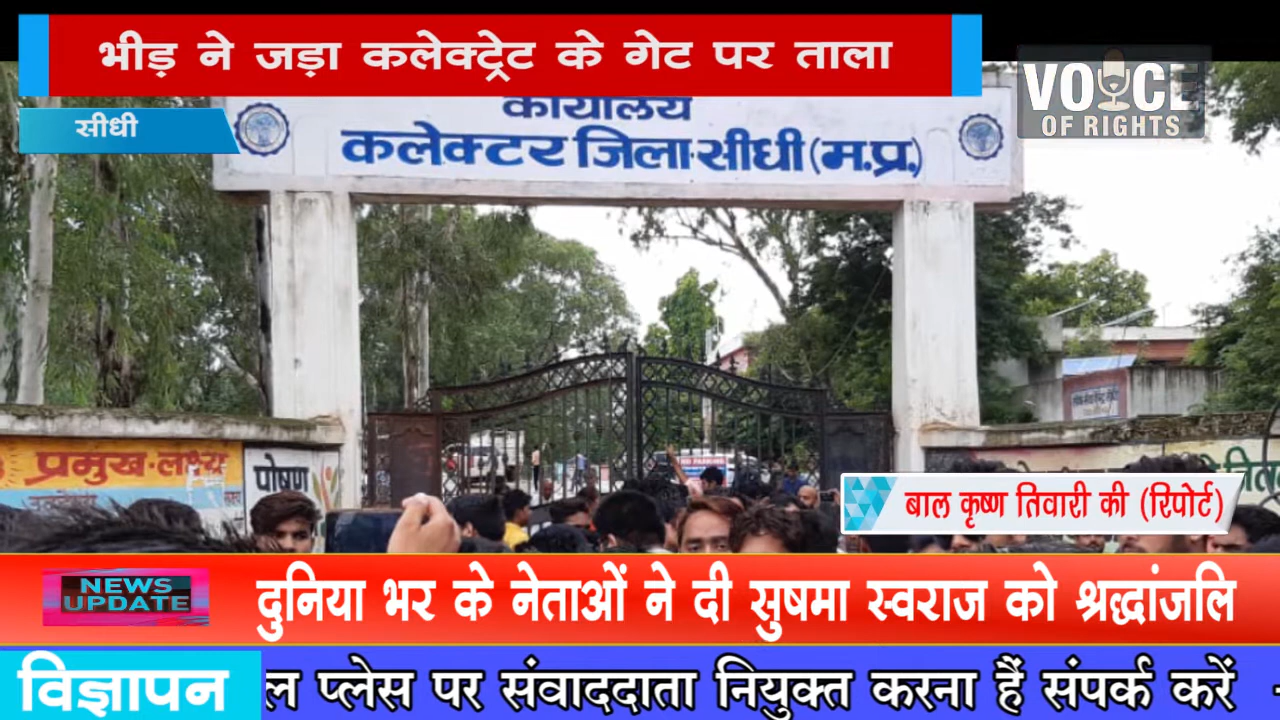 भीड़ ने जड़ा कलेक्ट्रेट के गेट पर ताला
VOICE
OF RIGHTS
सीधी
कार्यालय
कलेक्टर जिला सीधी (म.प्र.)
प्रमुख लक्ष्य
पोषण
बाल कृष्ण तिवारी की (रिपोर्ट)
NEWS
UPDATE
दुनिया भर के नेताओं ने दी सुषमा स्वराज को श्रद्धांजलि
विज्ञापन
ल प्लेस पर संवाददाता नियुक्त करना हैं संपर्क करें